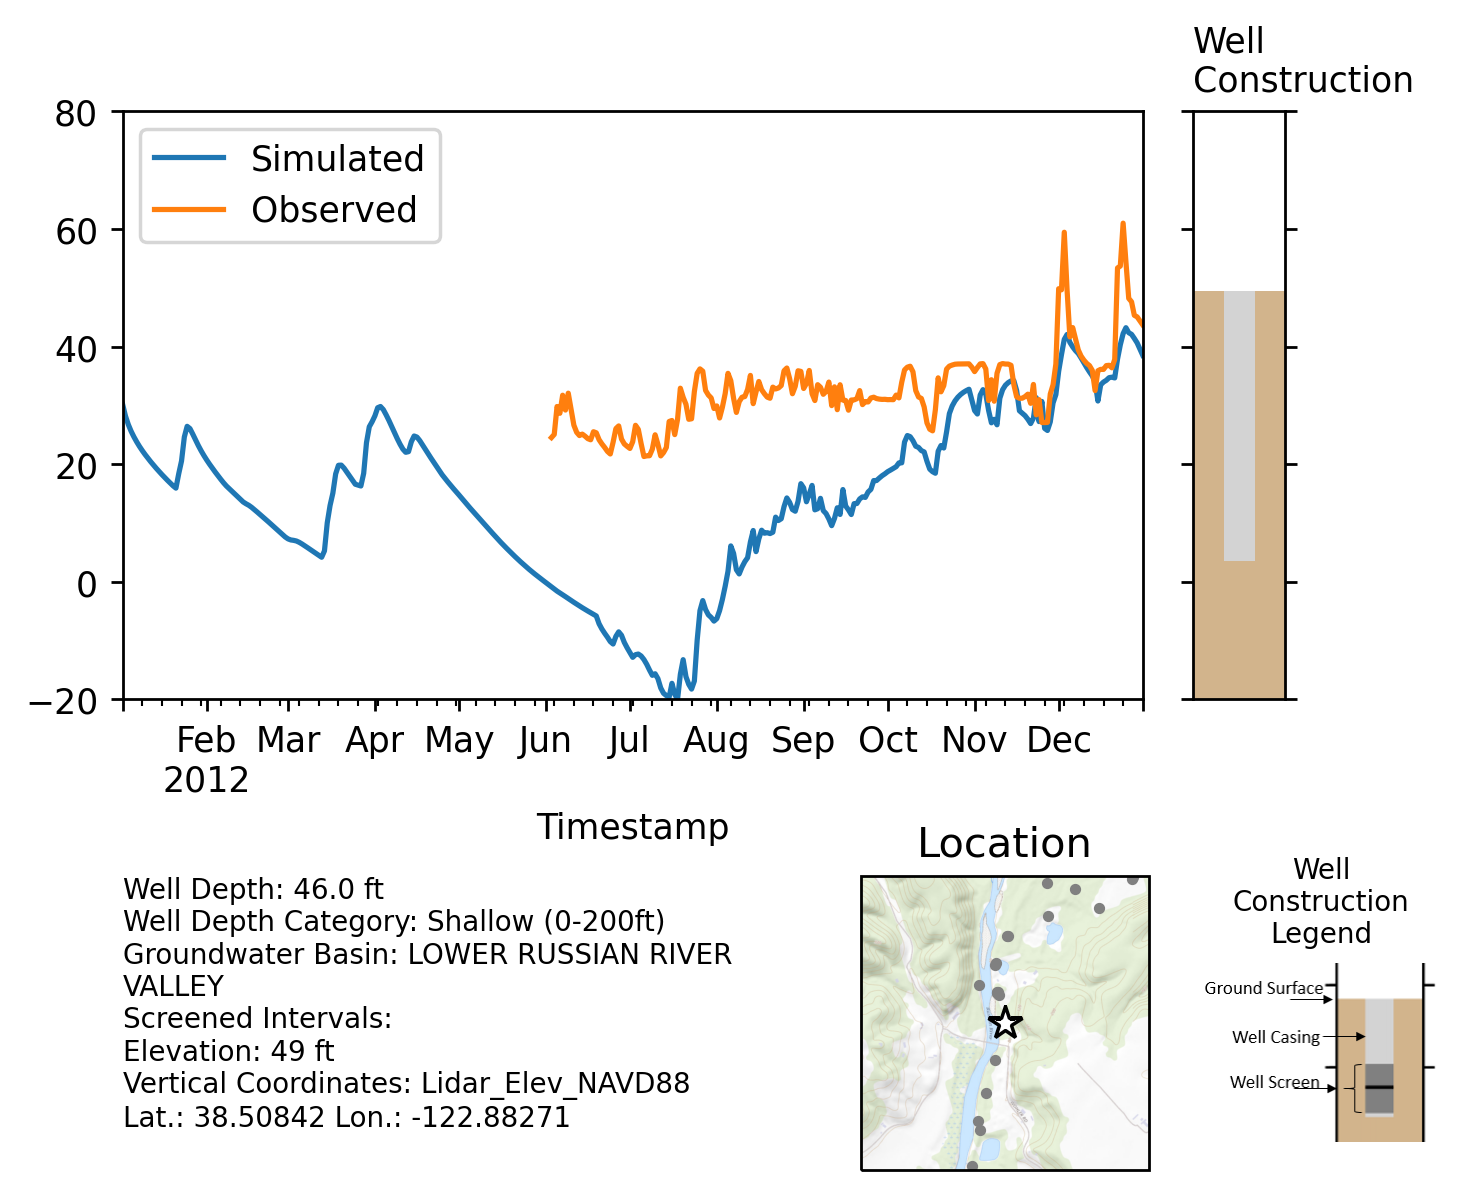 Well
Construction
80
60
40
20
0
−20
Simulated
Observed
Feb Mar Apr May Jun Jul Aug Sep Oct Nov Dec
2012
Timestamp
Well Depth: 46.0 ft
Well Depth Category: Shallow (0-200ft)
Groundwater Basin: LOWER RUSSIAN RIVER
VALLEY
Screened Intervals:
Elevation: 49 ft
Vertical Coordinates: Lidar_Elev_NAVD88
Lat.: 38.50842 Lon.: -122.88271
Location
Well
Construction
Legend
Ground Surface
Well Casing
Well Screen